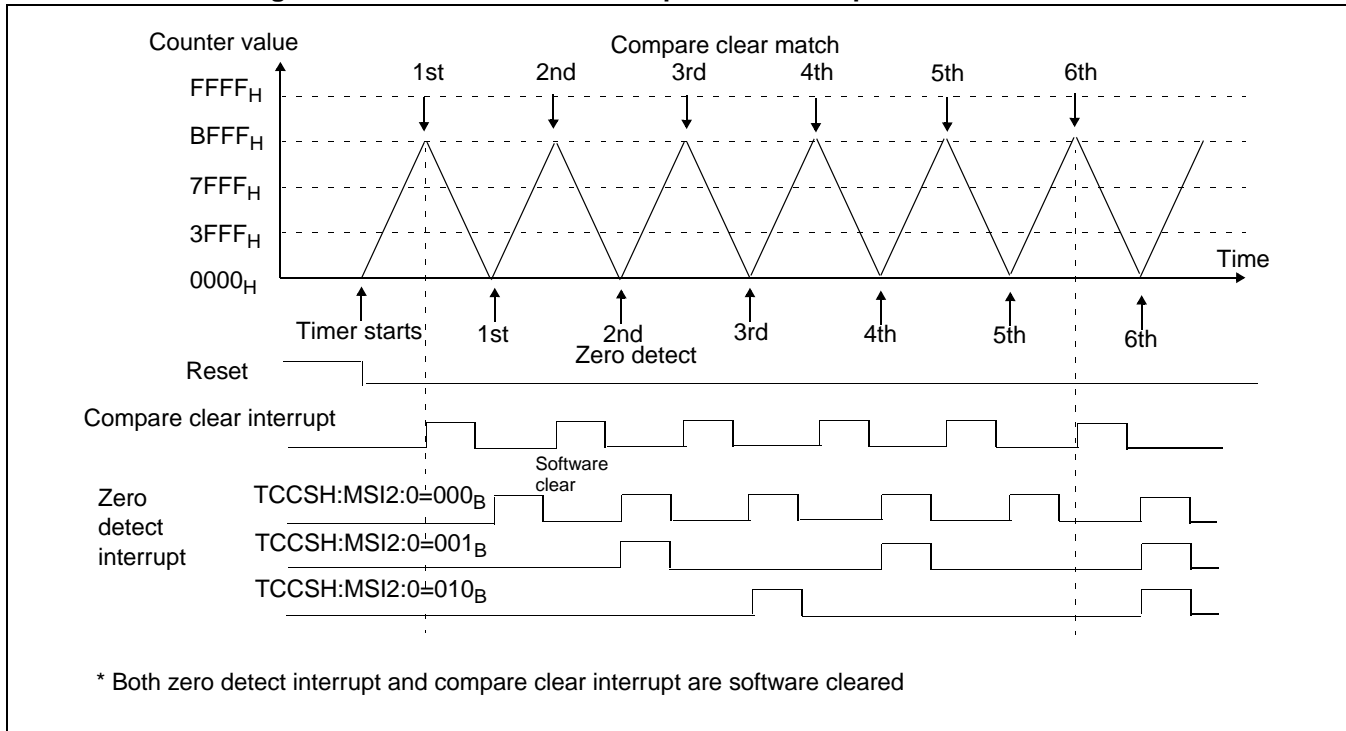 Counter value
Compare clear match
1st 2nd 3rd 4th 5th 6th
FFFFH
BFFFH
7FFFH
3FFFH
Time
0000H
Timer starts 1st 2nd 3rd 4th 5th 6th
Zero detect
Reset
Compare clear interrupt
Software
clear
Zero
detect
interrupt
TCCSH:MSI2:0=000B
TCCSH:MSI2:0=001B
TCCSH:MSI2:0=010B
* Both zero detect interrupt and compare clear interrupt are software cleared